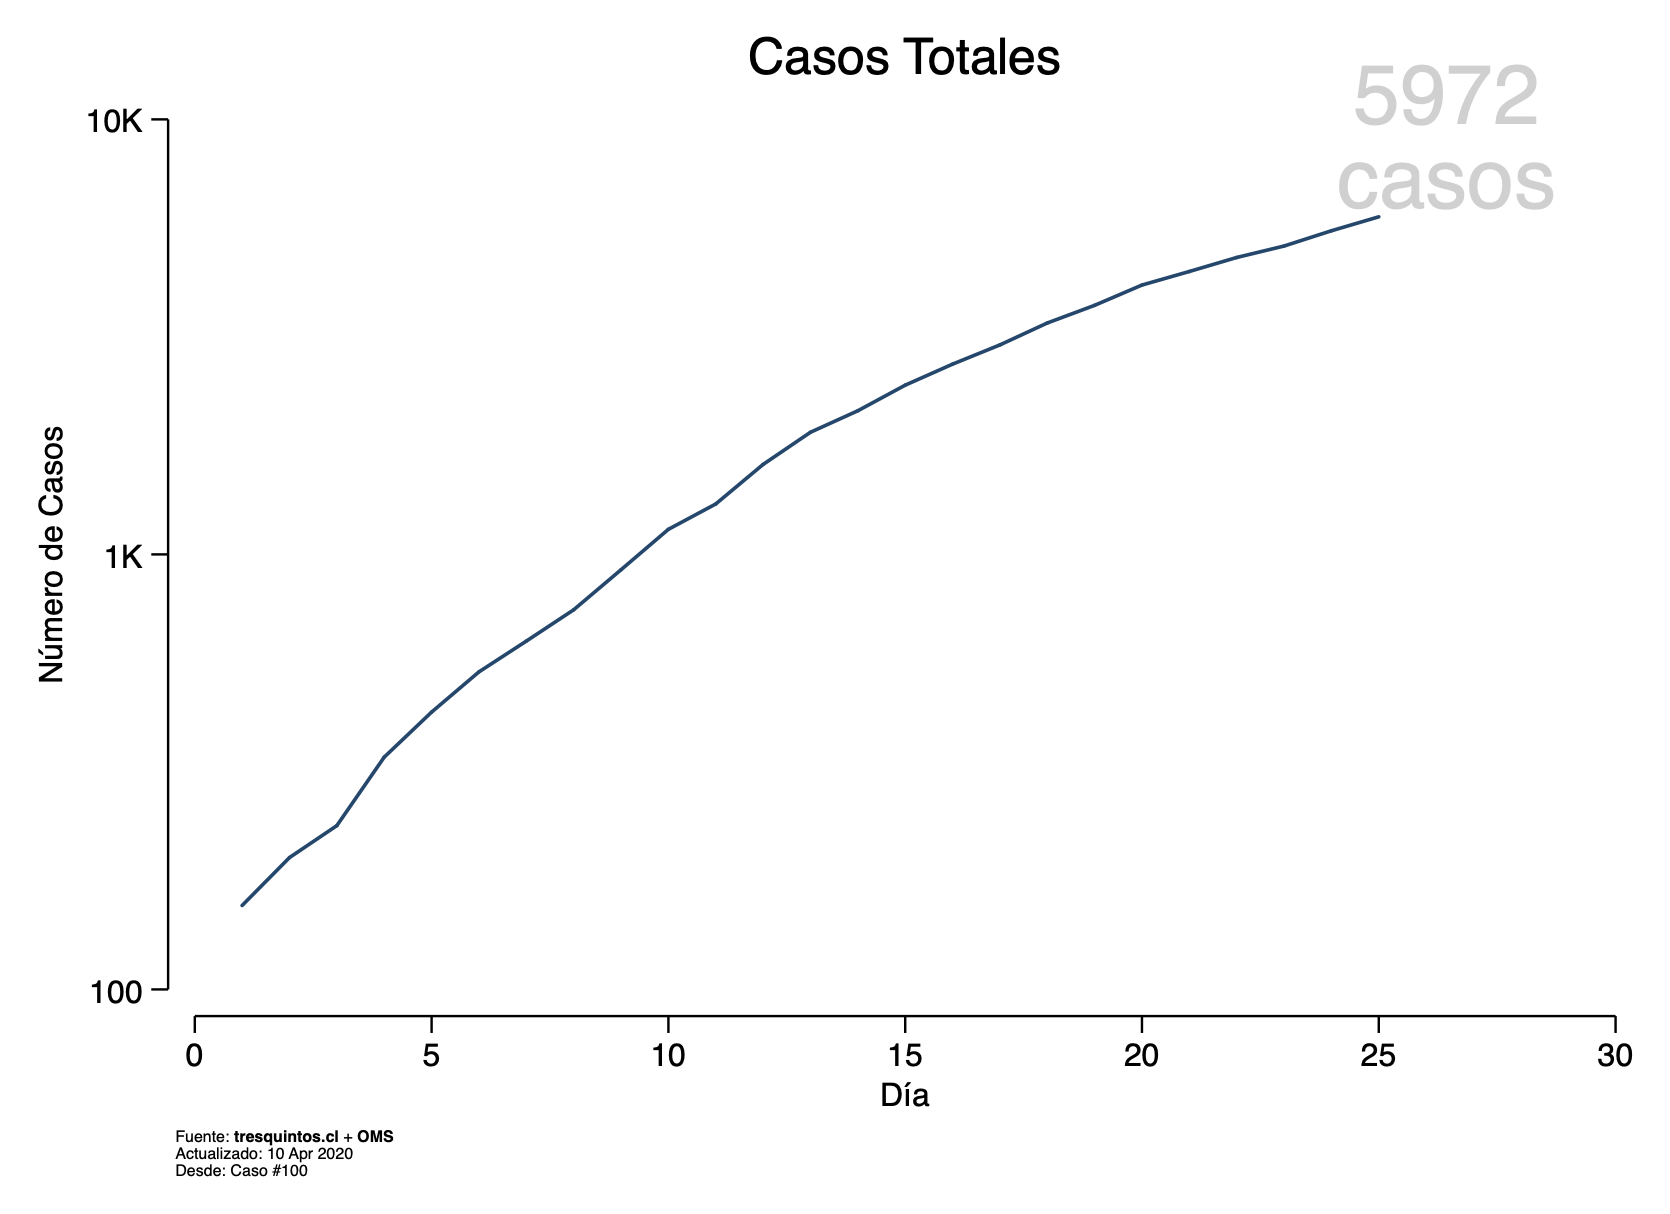 Casos Totales
5972
casos
10K
1K
100
Número de Casos
0 5 10 15 20 25 30
Día
Fuente: tresquintos.cl + OMS
Actualizado: 10 Apr 2020
Desde: Caso #100